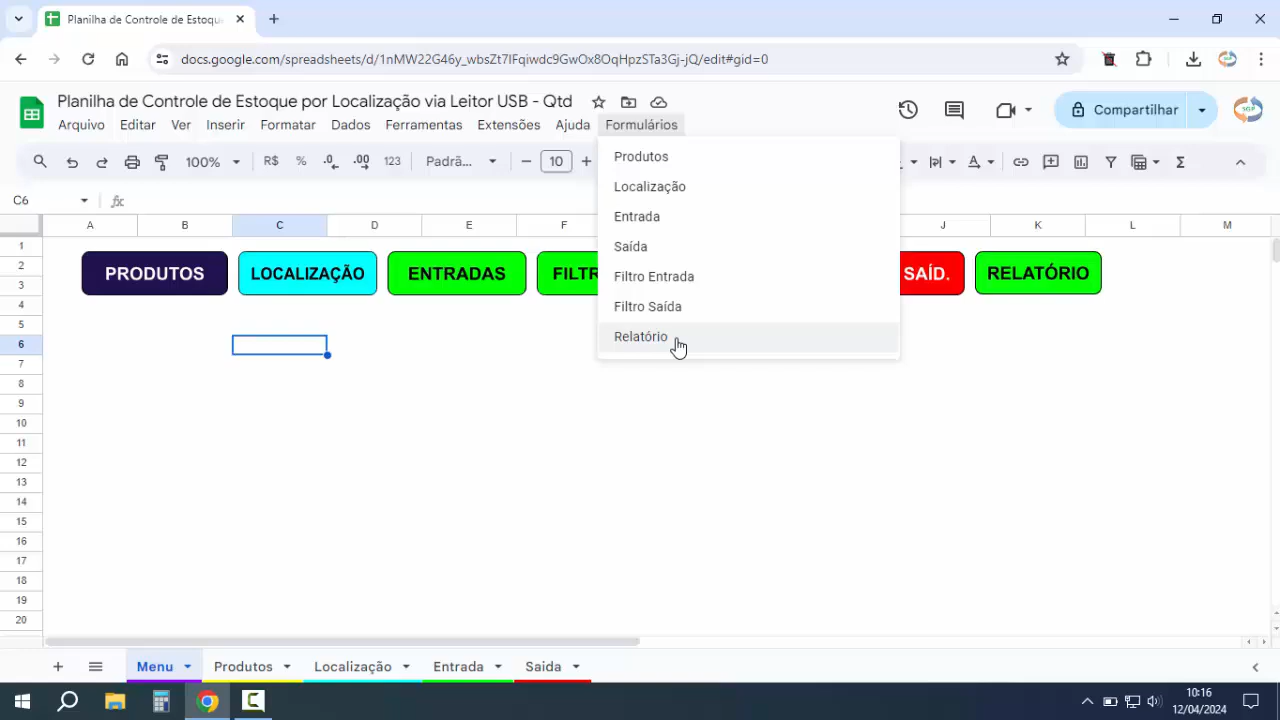 Planilha de Controle de Estoque
docs.google.com/spreadsheets/d/1nMW22G46y_wbsZt7IFqiwdc9GwOx8OqHpzSTa3Gj-jQ/edit#gid=0
Planilha de Controle de Estoque por Localização via Leitor USB - Qtd
Compartilhar
Arquivo Editar Ver Inserir Formatar Dados Ferramentas Extensões Ajuda Formulários
100% R$ % .0 .00 123 Padrã... 10
Produtos
Localização
Entrada
Saída
Filtro Entrada
Filtro Saída
Relatório
C6 fx
A B C D E F J K L M
1
2
3
4
5
6
7
8
9
10
11
12
13
14
15
16
17
18
19
20
PRODUTOS LOCALIZAÇÃO ENTRADAS FILTR SAÍD. RELATÓRIO
Menu Produtos Localização Entrada Saida
10:16
12/04/2024